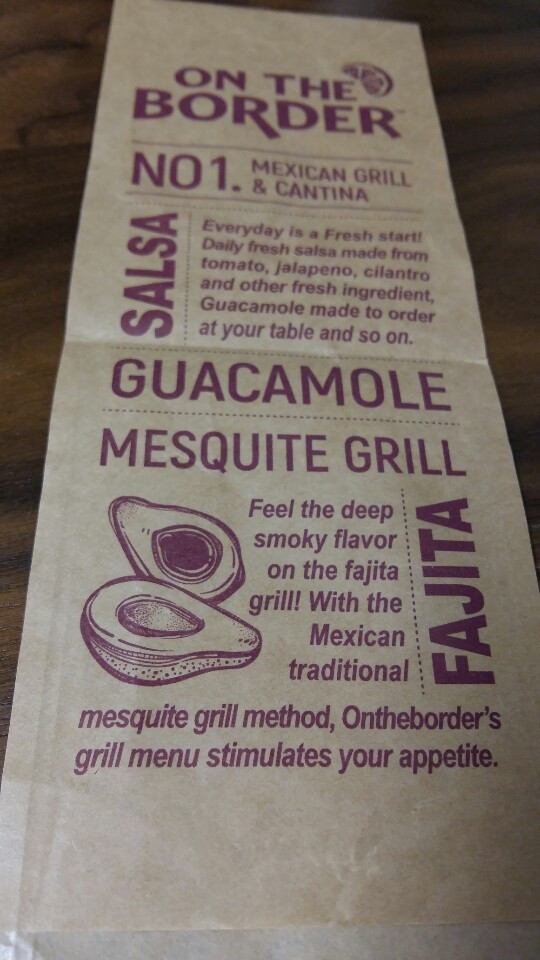 ON THE
BORDER
NO1. MEXICAN GRILL
& CANTINA
SALSA
Everyday is a Fresh start!
Daily fresh salsa made from
tomato, jalapeno, cilantro
and other fresh ingredient,
Guacamole made to order
at your table and so on.
GUACAMOLE
MESQUITE GRILL
Feel the deep
smoky flavor
on the fajita
grill! With the
Mexican
traditional
FAJITA
mesquite grill method, Ontheborder's
grill menu stimulates your appetite.